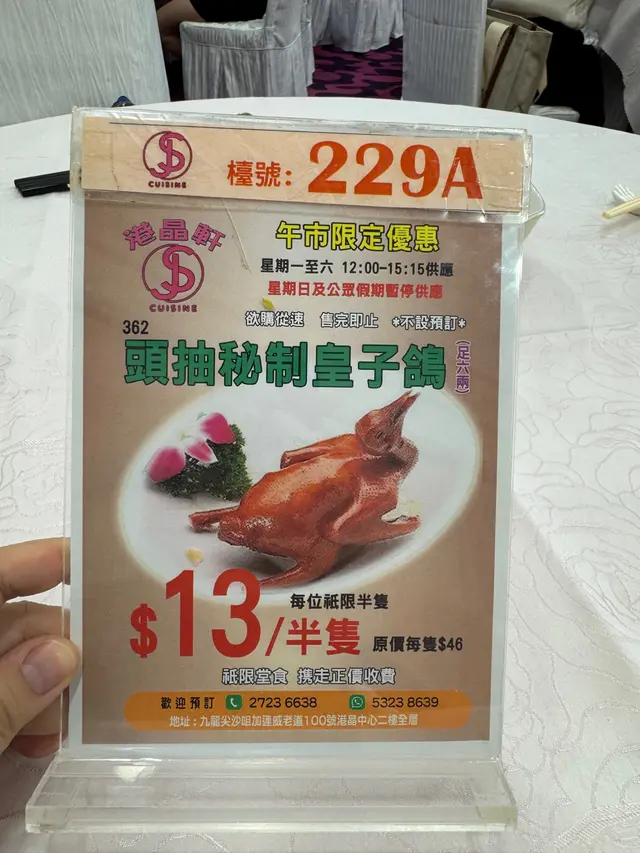 CUISINE
檯號: 229A
港晶軒
CUISINE
午市限定優惠
星期一至六 12:00-15:15供應
星期日及公眾假期暫停供應
欲購從速 售完即止 *不設預訂*
362
頭抽秘制皇子鴿
(足六兩)
$13/半隻
每位祇限半隻
原價每隻$46
祇限堂食 携走正價收費
歡迎預訂 2723 6638 5323 8639
地址：九龍尖沙咀加連威老道100號港晶中心二樓全層